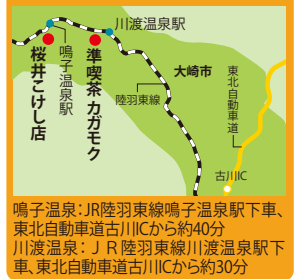 川渡温泉駅
鳴子温泉駅
桜井こけし店
準喫茶 カガモク
大崎市
陸羽東線
東北自動車道
古川IC
鳴子温泉:JR陸羽東線鳴子温泉駅下車、
東北自動車道古川ICから約40分
川渡温泉:ＪＲ陸羽東線川渡温泉駅下
車、東北自動車道古川ICから約30分